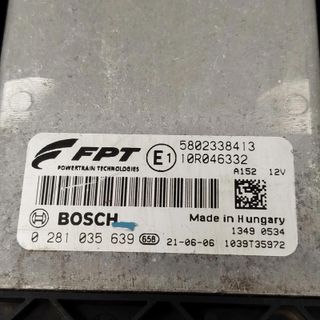 FPT
POWERTRAIN TECHNOLOGIES
E1
5802338413
10R046332
A152 12V
BOSCH
Made in Hungary
1349 0534
0 281 035 639 658 21-06-06 1039T35972